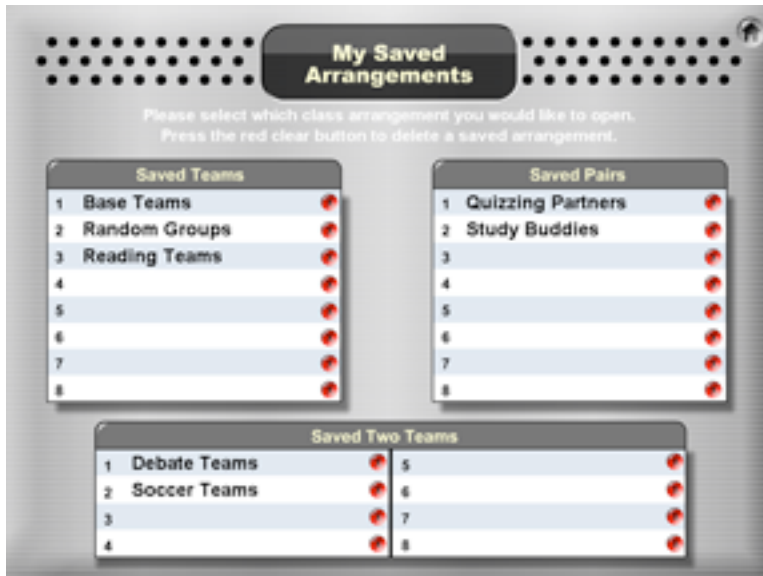 My Saved
Arrangements
Please select which class arrangement you would like to open.
Press the red clear button to delete a saved arrangement.
Saved Teams
1 Base Teams
2 Random Groups
3 Reading Teams
4
5
6
7
8
Saved Pairs
1 Quizzing Partners
2 Study Buddies
3
4
5
6
7
8
Saved Two Teams
1 Debate Teams
2 Soccer Teams
3
4
5
6
7
8